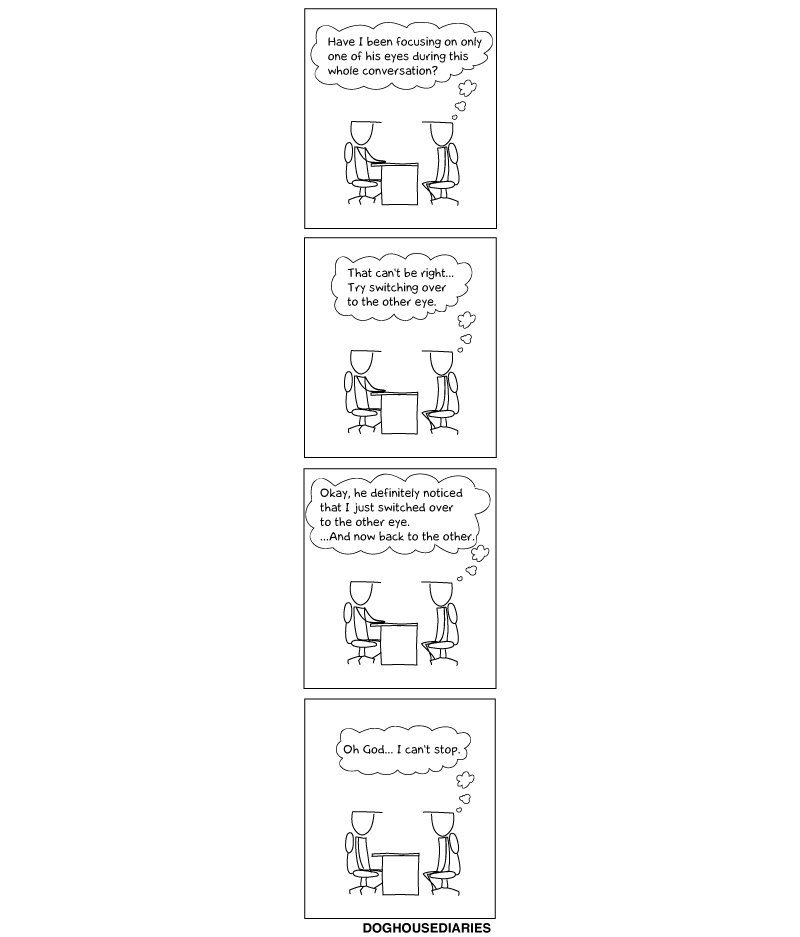 Have I been focusing on only
one of his eyes during this
whole conversation?
That can't be right...
Try switching over
to the other eye.
Okay, he definitely noticed
that I just switched over
to the other eye.
...And now back to the other.
Oh God... I can't stop.
DOGHOUSEDIARIES